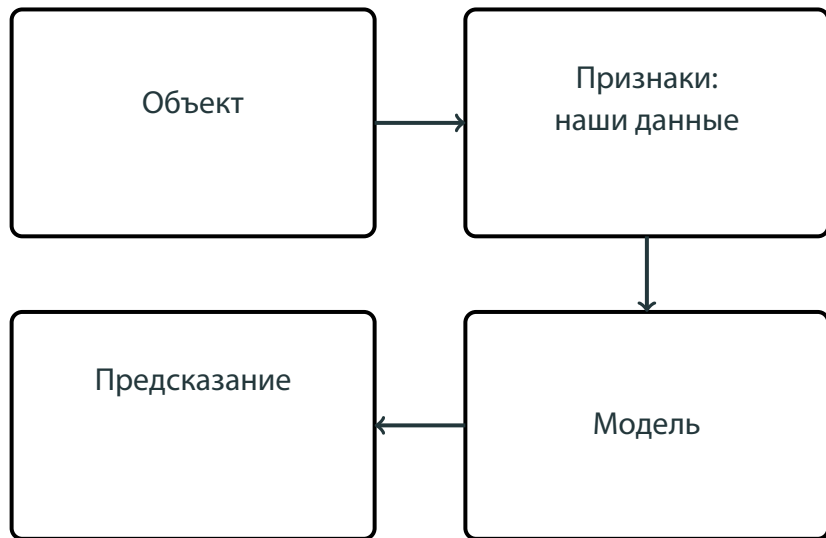 Объект
Признаки:
наши данные
Модель
Предсказание